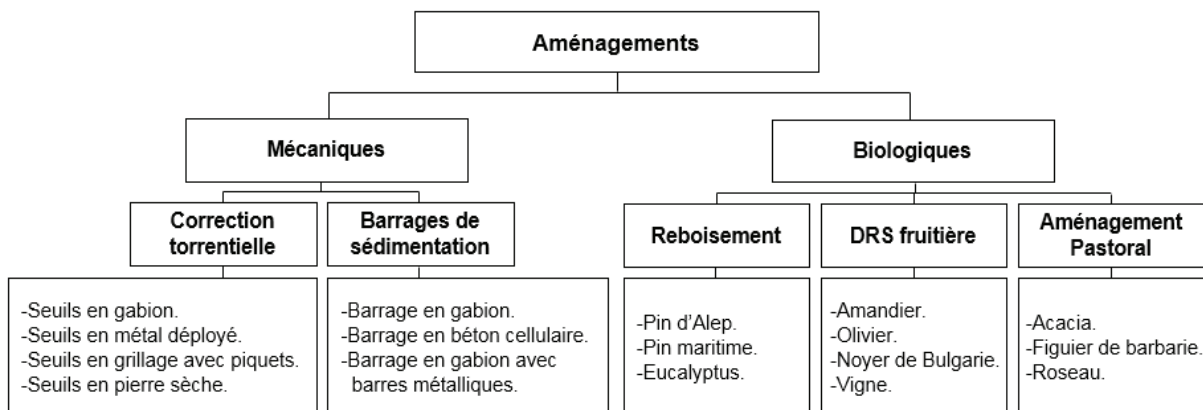 Aménagements
Mécaniques
Biologiques
Correction
torrentielle
Barrages de
sédimentation
Reboisement
DRS fruitière
Aménagement
Pastoral
-Seuils en gabion.
-Seuils en métal déployé.
-Seuils en grillage avec piquets.
-Seuils en pierre sèche.
-Barrage en gabion.
-Barrage en béton cellulaire.
-Barrage en gabion avec
barres métalliques.
-Pin d’Alep.
-Pin maritime.
-Eucalyptus.
-Amandier.
-Olivier.
-Noyer de Bulgarie.
-Vigne.
-Acacia.
-Figuier de barbarie.
-Roseau.